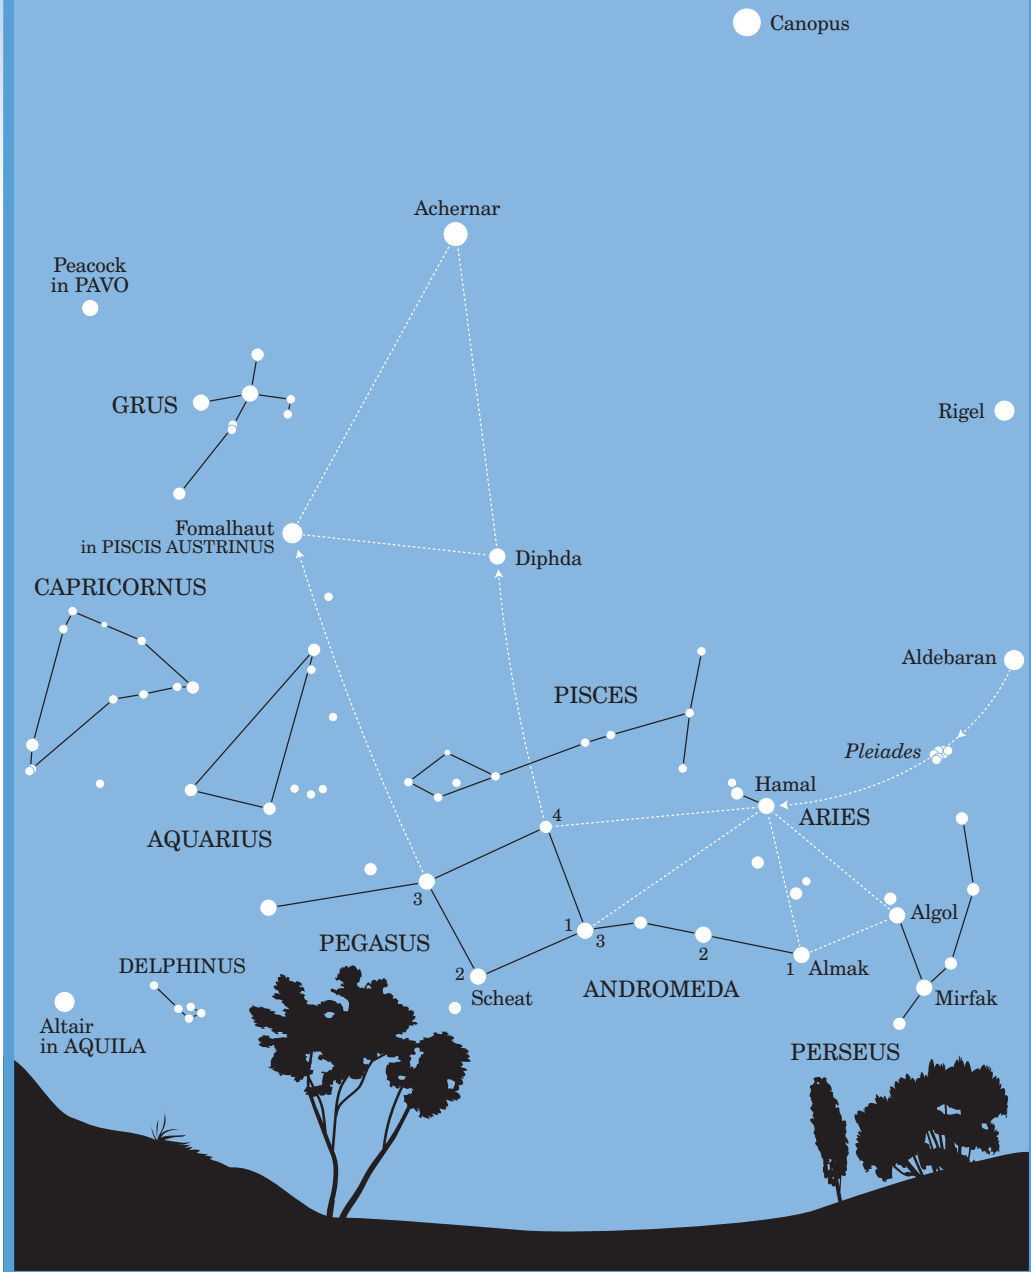 Canopus
Achernar
Peacock
in PAVO
GRUS
Rigel
Fomalhaut
in PISCIS AUSTRINUS
Diphda
CAPRICORNUS
Aldebaran
PISCES
Pleiades
Hamal
ARIES
4
AQUARIUS
3
Algol
1
3
PEGASUS
2
DELPHINUS
2
Scheat
1 Almak
ANDROMEDA
Mirfak
Altair
in AQUILA
PERSEUS